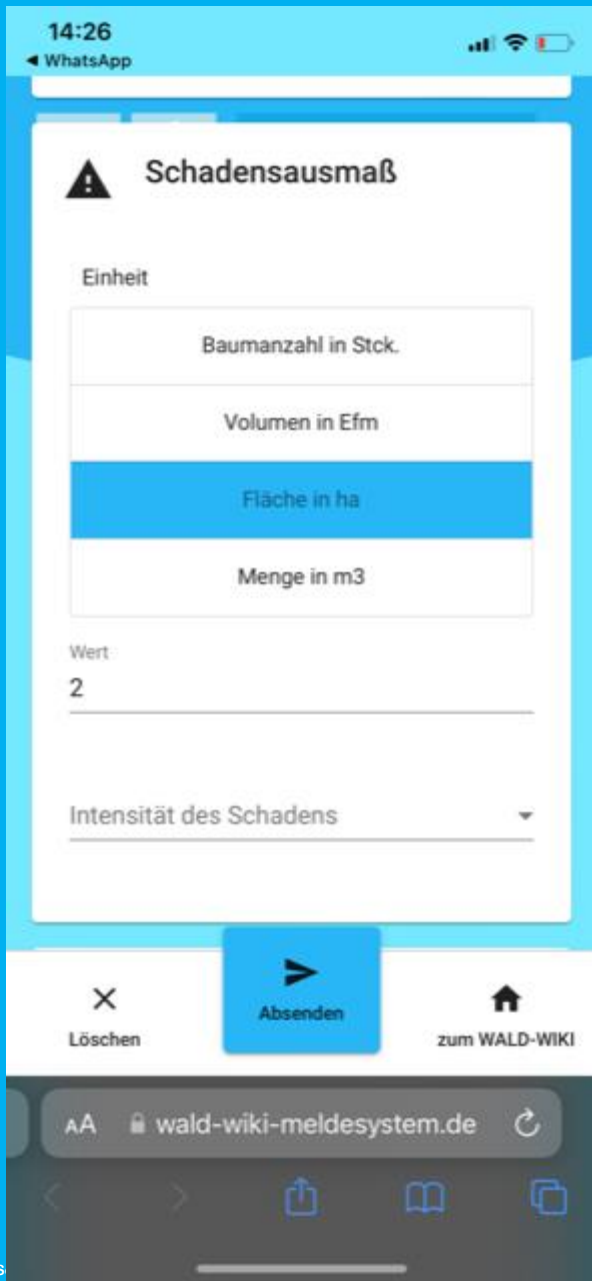 14:26
◀ WhatsApp
Schadensausmaß
Einheit
Baumanzahl in Stck.
Volumen in Efm
Fläche in ha
Menge in m3
Wert
2
Intensität des Schadens
Absenden
Löschen
zum WALD-WIKI
AA wald-wiki-meldesystem.de